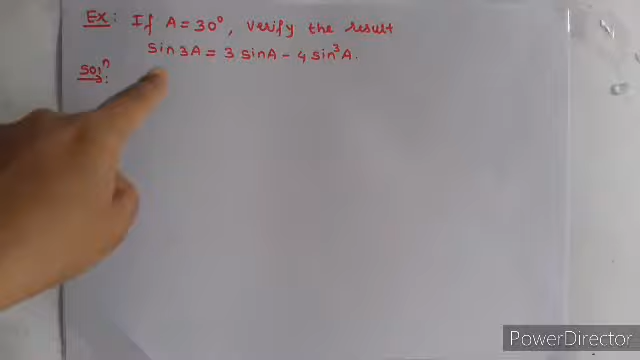 Ex: If A = 30°, verify the result
sin 3A = 3 sinA - 4 sin³A.
Solⁿ:
PowerDirector